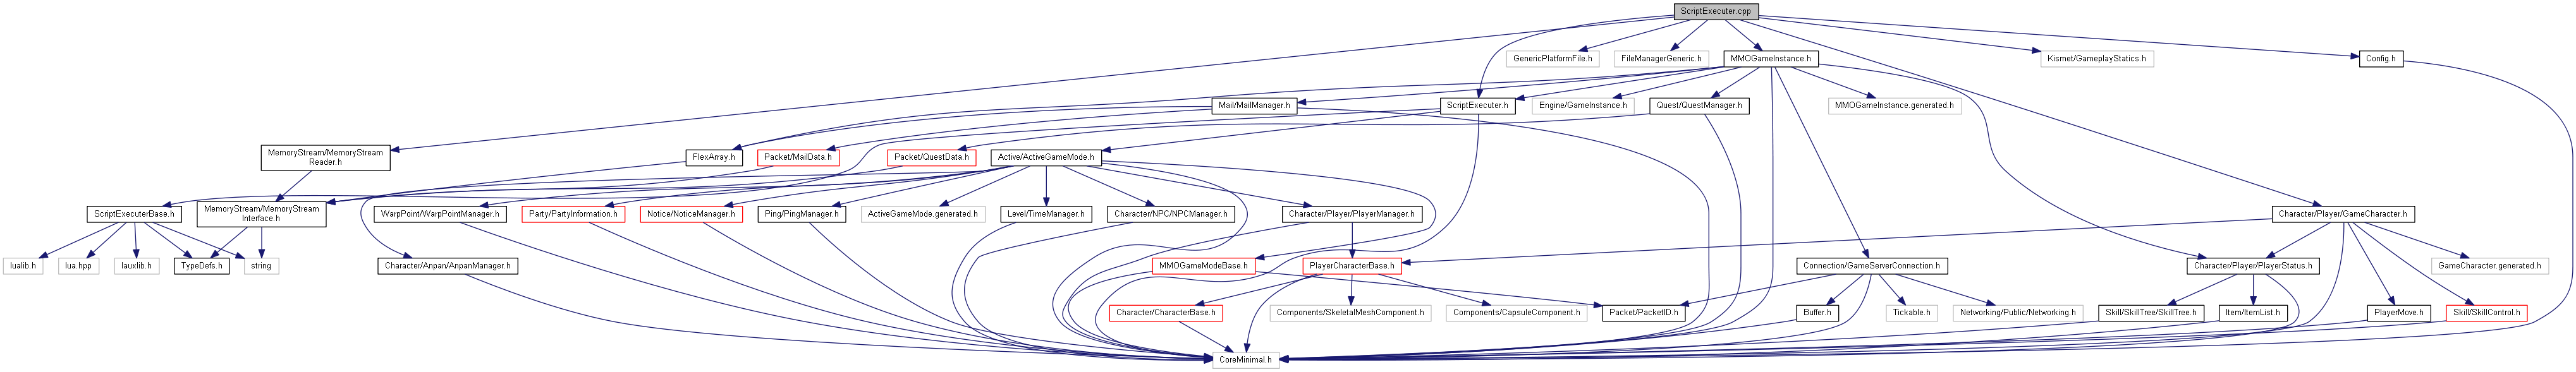 ScriptExecuter.cpp
GenericPlatformFile.h
FileManagerGeneric.h
MMOGameInstance.h
Kismet/GameplayStatics.h
Config.h
Mail/MailManager.h
ScriptExecuter.h
Engine/GameInstance.h
Quest/QuestManager.h
MMOGameInstance.generated.h
MemoryStream/MemoryStream
Reader.h
FlexArray.h
Packet/MailData.h
Packet/QuestData.h
Active/ActiveGameMode.h
ScriptExecuterBase.h
MemoryStream/MemoryStream
Interface.h
WarpPoint/WarpPointManager.h
Party/PartyInformation.h
Notice/NoticeManager.h
Ping/PingManager.h
ActiveGameMode.generated.h
Level/TimeManager.h
Character/NPC/NPCManager.h
Character/Player/PlayerManager.h
Character/Player/GameCharacter.h
lualib.h
lua.hpp
lauxlib.h
TypeDefs.h
string
Character/Anpan/AnpanManager.h
MMOGameModeBase.h
PlayerCharacterBase.h
Connection/GameServerConnection.h
Character/Player/PlayerStatus.h
GameCharacter.generated.h
Character/CharacterBase.h
Components/SkeletalMeshComponent.h
Components/CapsuleComponent.h
Packet/PacketID.h
Buffer.h
Tickable.h
Networking/Public/Networking.h
Skill/SkillTree/SkillTree.h
Item/ItemList.h
PlayerMove.h
Skill/SkillControl.h
CoreMinimal.h